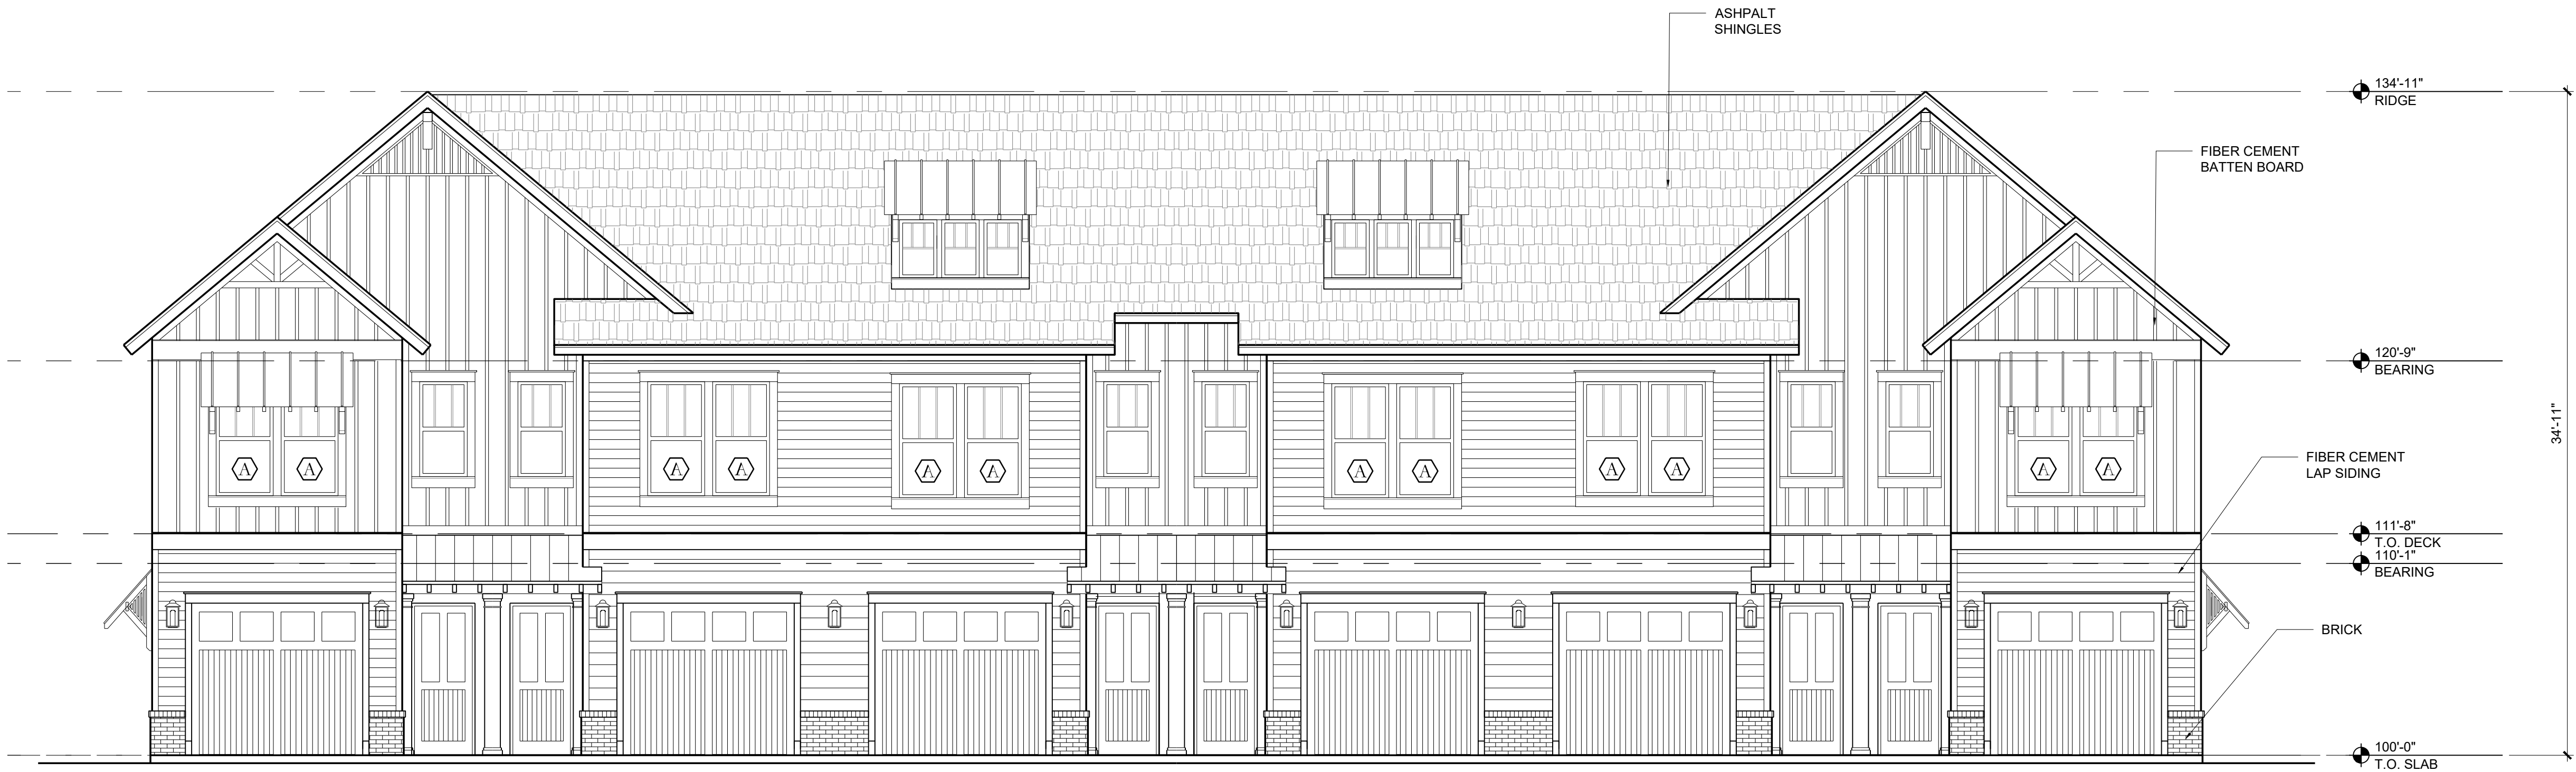 ASHPALT
SHINGLES
134'-11"
RIDGE
FIBER CEMENT
BATTEN BOARD
120'-9"
BEARING
34'-11"
FIBER CEMENT
LAP SIDING
A A A A A A A A A A A A
111'-8"
T.O. DECK
110'-1"
BEARING
BRICK
100'-0"
T.O. SLAB